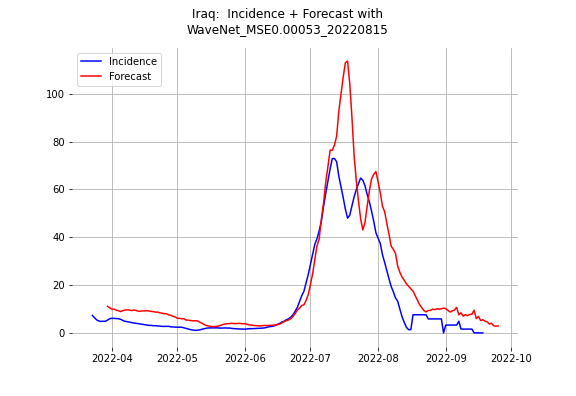 Iraq:  Incidence + Forecast with
WaveNet_MSE0.00053_20220815
Incidence
Forecast
100
80
60
40
20
0
2022-04 2022-05 2022-06 2022-07 2022-08 2022-09 2022-10